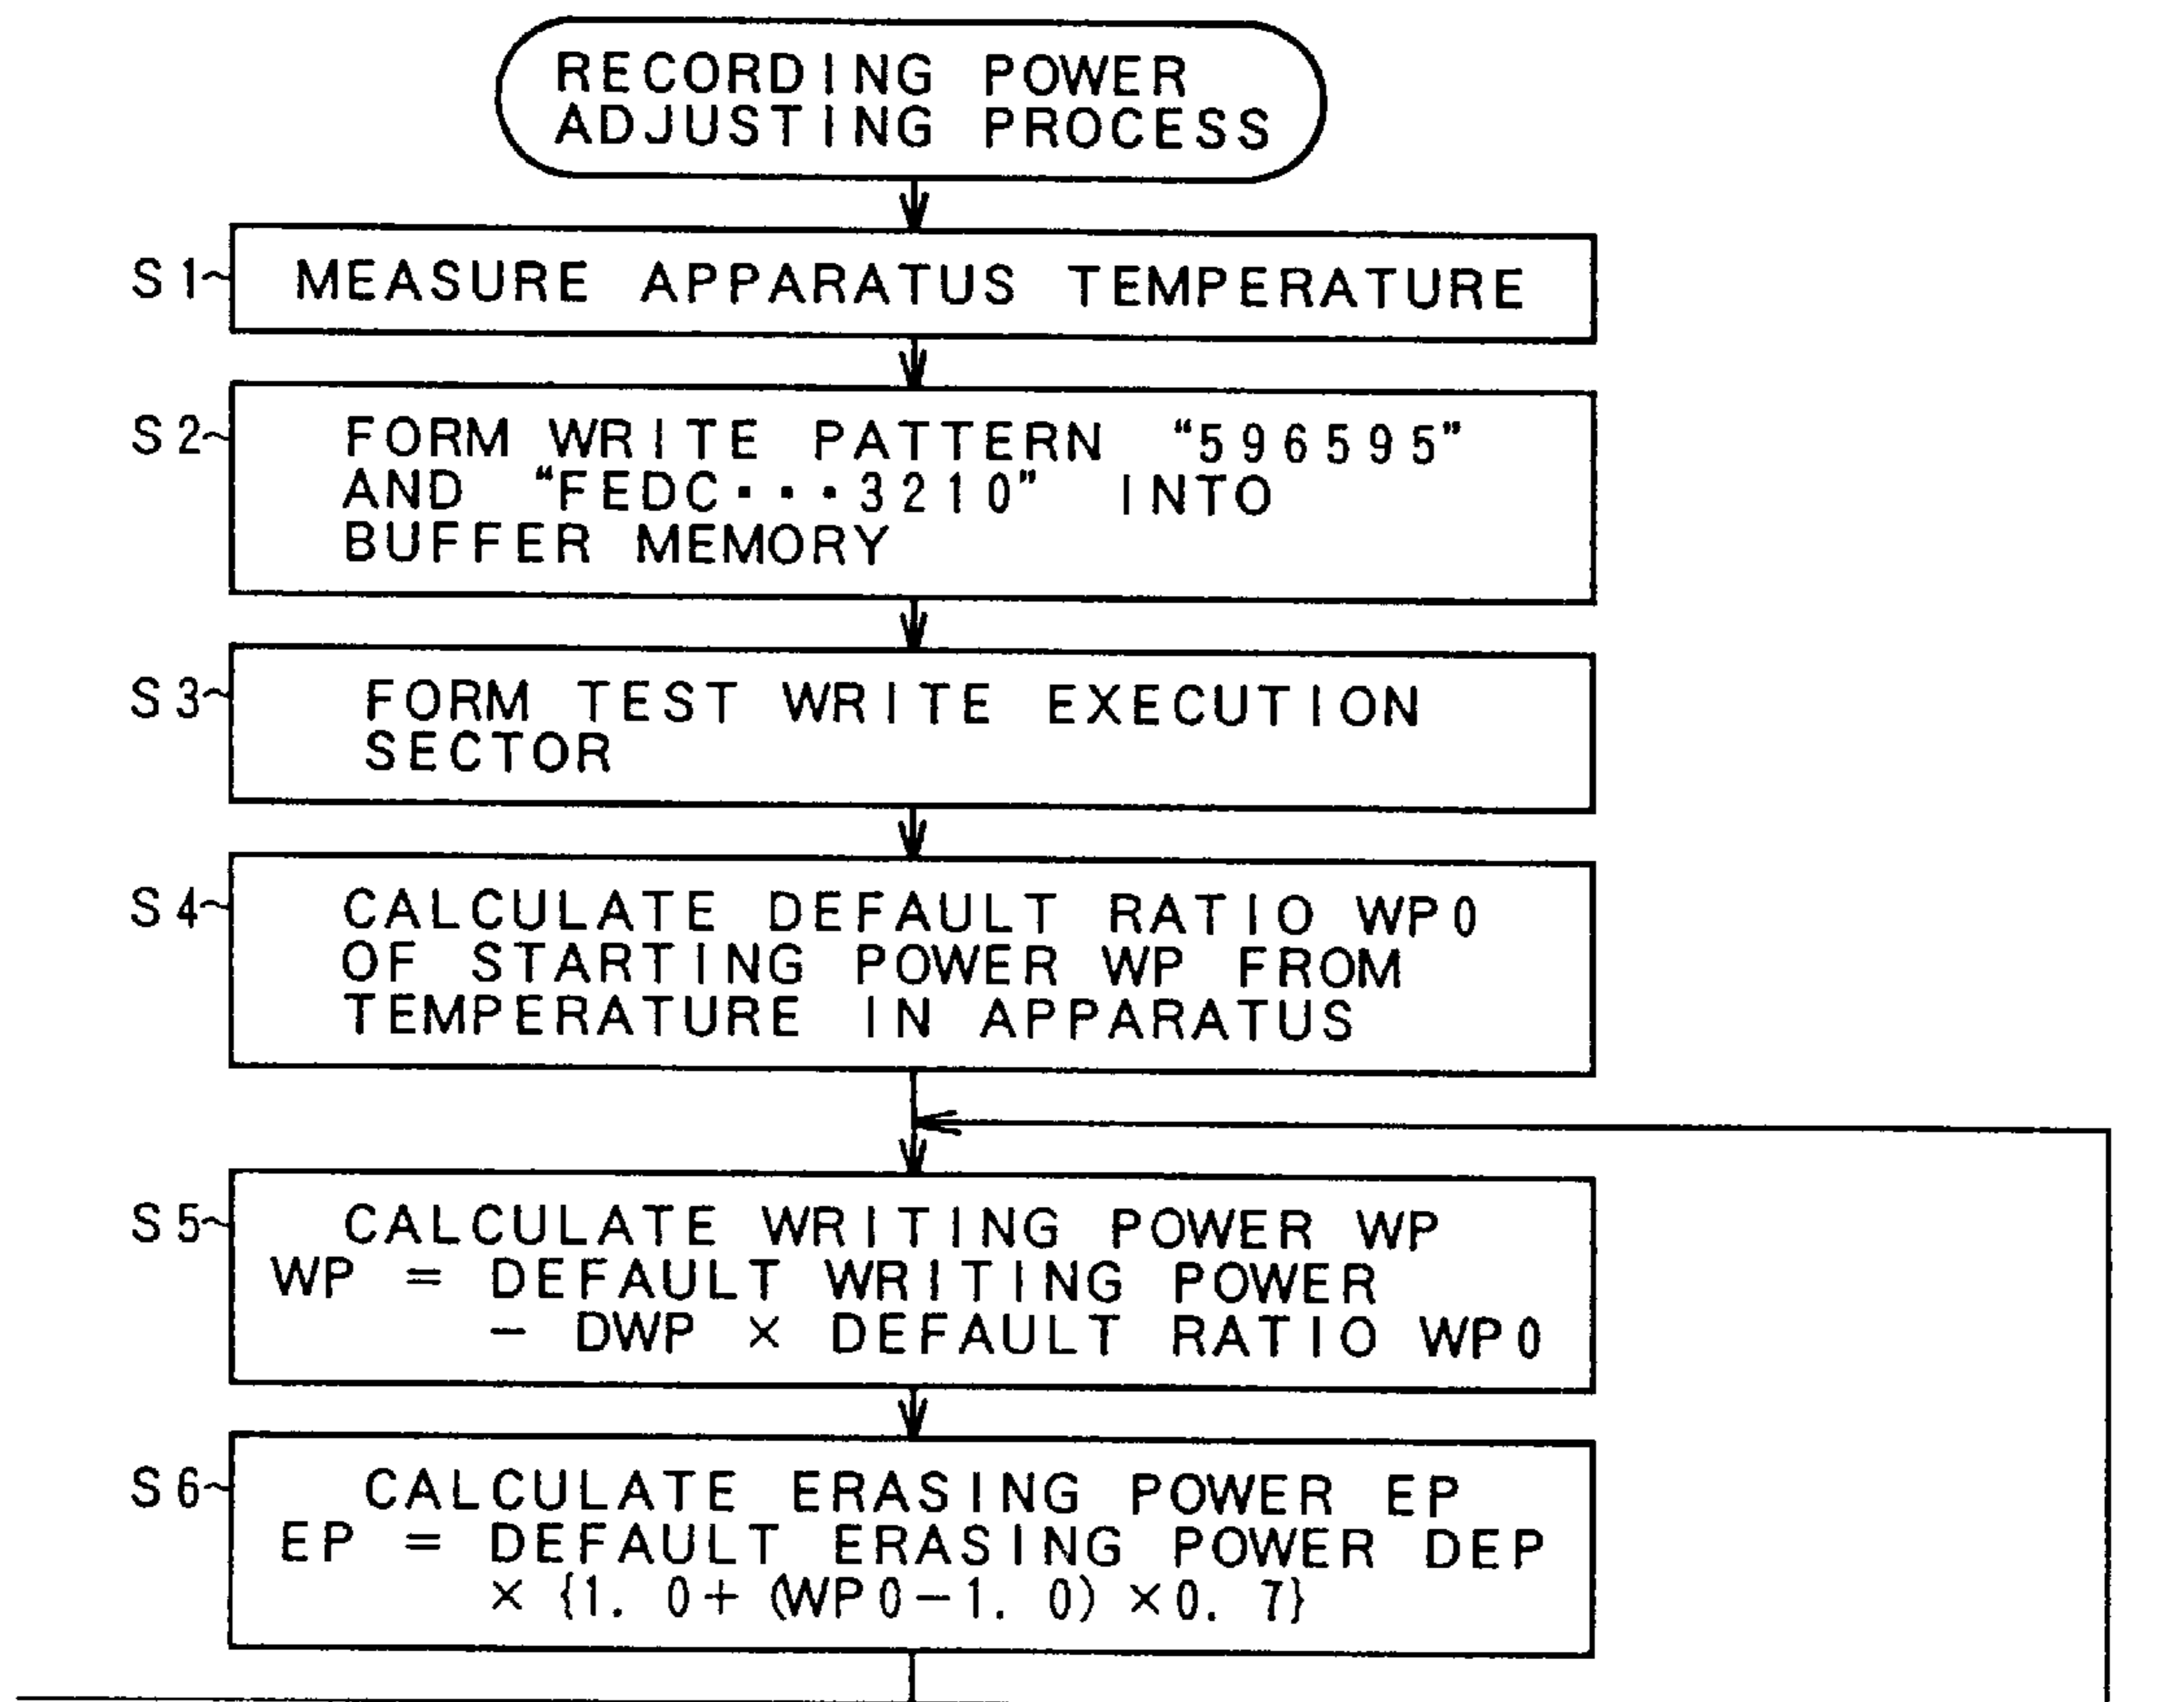 RECORDING POWER
ADJUSTING PROCESS
S1
MEASURE APPARATUS TEMPERATURE
S2
FORM WRITE PATTERN “596595”
AND “FEDC・・・3210” INTO
BUFFER MEMORY
S3
FORM TEST WRITE EXECUTION
SECTOR
S4
CALCULATE DEFAULT RATIO WP0
OF STARTING POWER WP FROM
TEMPERATURE IN APPARATUS
S5
CALCULATE WRITING POWER WP
WP = DEFAULT WRITING POWER
− DWP × DEFAULT RATIO WP0
S6
CALCULATE ERASING POWER EP
EP = DEFAULT ERASING POWER DEP
× {1. 0+ (WP0−1. 0) ×0. 7}